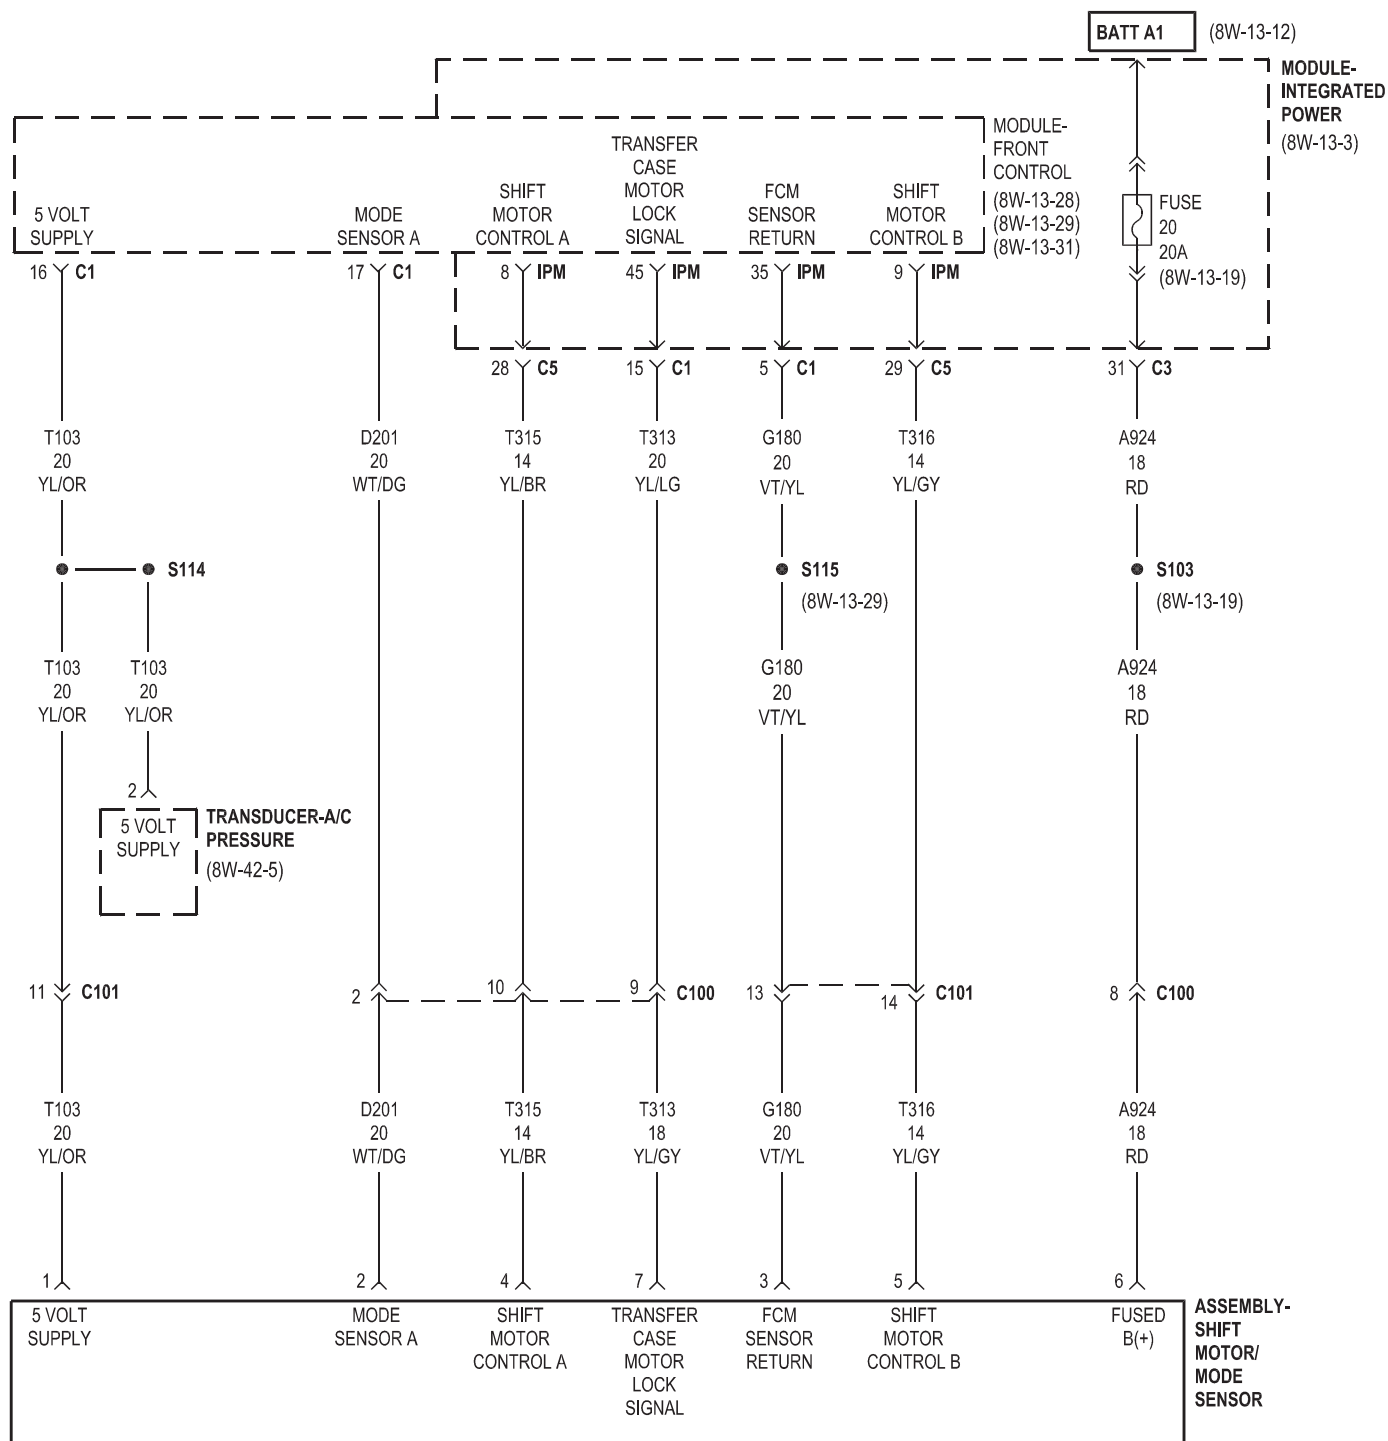 BATT A1 (8W-13-12)
MODULE-
INTEGRATED
POWER
(8W-13-3)
MODULE-
FRONT
CONTROL
(8W-13-28)
(8W-13-29)
(8W-13-31)
FUSE
20
20A
(8W-13-19)
5 VOLT
SUPPLY
MODE
SENSOR A
SHIFT
MOTOR
CONTROL A
TRANSFER
CASE
MOTOR
LOCK
SIGNAL
FCM
SENSOR
RETURN
SHIFT
MOTOR
CONTROL B
16 C1 17 C1 8 IPM 45 IPM 35 IPM 9 IPM
28 C5 15 C1 5 C1 29 C5 31 C3
T103
20
YL/OR
D201
20
WT/DG
T315
14
YL/BR
T313
20
YL/LG
G180
20
VT/YL
T316
14
YL/GY
A924
18
RD
S114
S115
(8W-13-29)
S103
(8W-13-19)
T103
20
YL/OR
T103
20
YL/OR
G180
20
VT/YL
A924
18
RD
2
5 VOLT
SUPPLY
TRANSDUCER-A/C
PRESSURE
(8W-42-5)
11 C101 2 10 9 C100 13 14 C101 8 C100
T103
20
YL/OR
D201
20
WT/DG
T315
14
YL/BR
T313
18
YL/GY
G180
20
VT/YL
T316
14
YL/GY
A924
18
RD
1 2 4 7 3 5 6
5 VOLT
SUPPLY
MODE
SENSOR A
SHIFT
MOTOR
CONTROL A
TRANSFER
CASE
MOTOR
LOCK
SIGNAL
FCM
SENSOR
RETURN
SHIFT
MOTOR
CONTROL B
FUSED
B(+)
ASSEMBLY-
SHIFT
MOTOR/
MODE
SENSOR